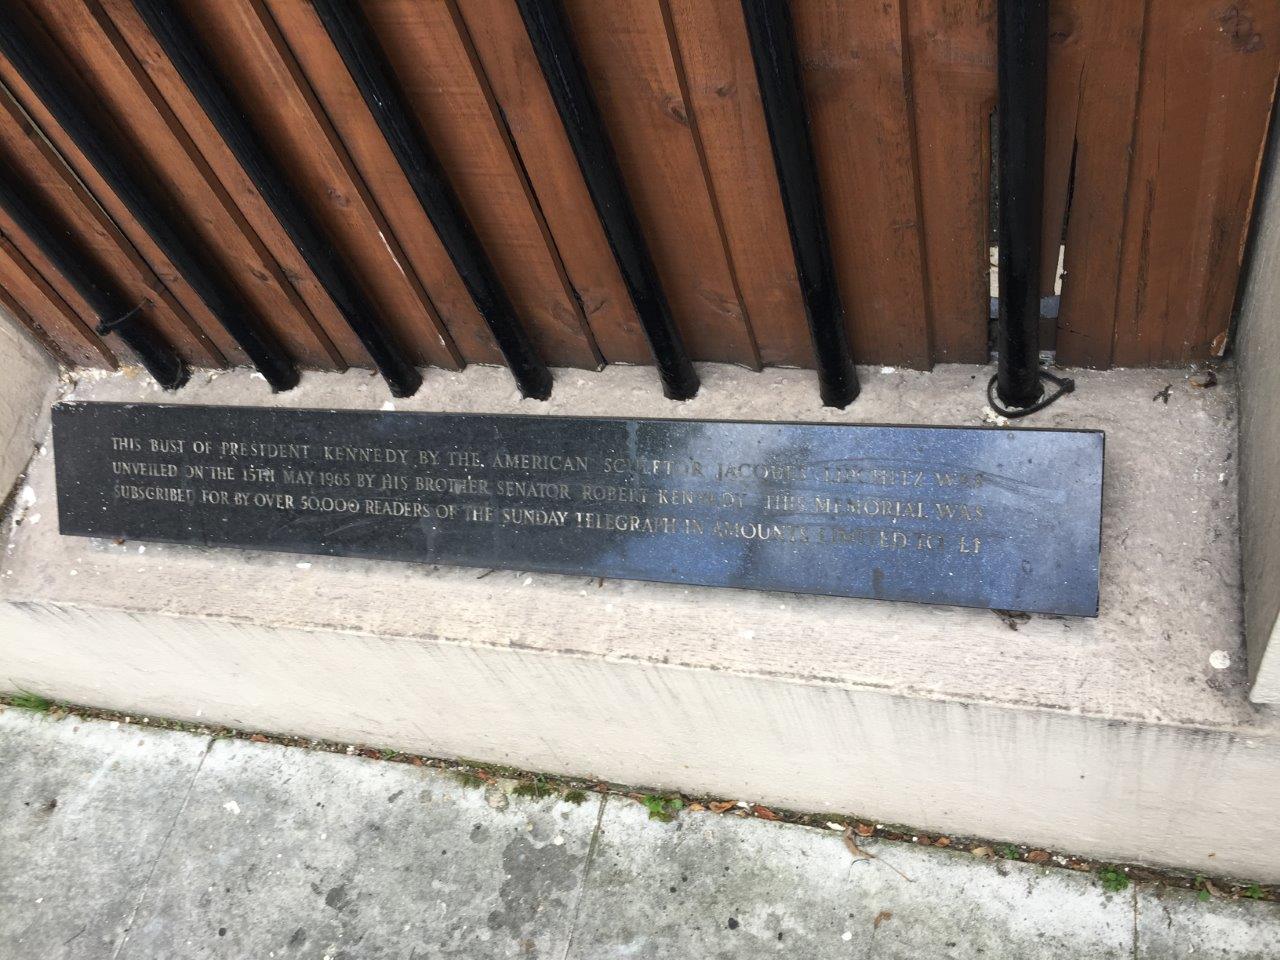 THIS BUST OF PRESIDENT KENNEDY BY THE AMERICAN SCULPTOR JACQUES LIPCHITZ WAS
UNVEILED ON THE 15TH MAY 1965 BY HIS BROTHER SENATOR ROBERT KENNEDY THIS MEMORIAL WAS
SUBSCRIBED FOR BY OVER 50,000 READERS OF THE SUNDAY TELEGRAPH IN AMOUNTS LIMITED TO £1